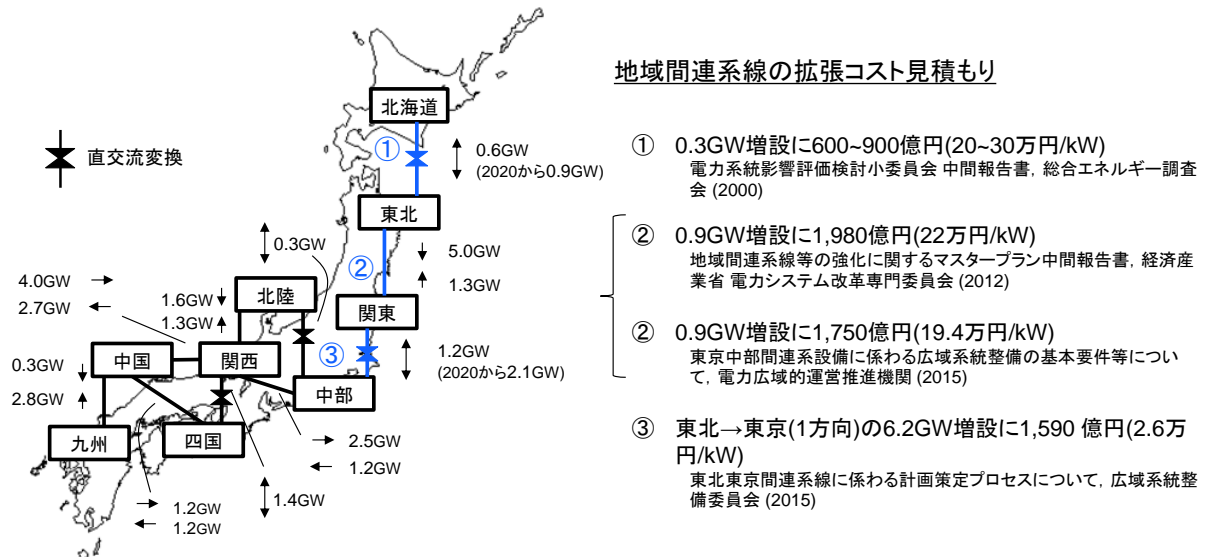 地域間連系線の拡張コスト見積もり
直交流変換
北海道
①
0.6GW
(2020から0.9GW)
東北
0.3GW
5.0GW
②
1.3GW
4.0GW
2.7GW
北陸
1.6GW
1.3GW
関東
③
1.2GW
(2020から2.1GW)
中国
関西
0.3GW
2.8GW
中部
九州
四国
2.5GW
1.2GW
1.4GW
1.2GW
1.2GW
① 0.3GW増設に600~900億円(20~30万円/kW)
電力系統影響評価検討小委員会 中間報告書, 総合エネルギー調査
会 (2000)
② 0.9GW増設に1,980億円(22万円/kW)
地域間連系線等の強化に関するマスタープラン中間報告書, 経済産
業省 電力システム改革専門委員会 (2012)
② 0.9GW増設に1,750億円(19.4万円/kW)
東京中部間連系設備に係わる広域系統整備の基本要件等につい
て, 電力広域的運営推進機関 (2015)
③ 東北→東京(1方向)の6.2GW増設に1,590 億円(2.6万
円/kW)
東北東京間連系線に係わる計画策定プロセスについて, 広域系統整
備委員会 (2015)